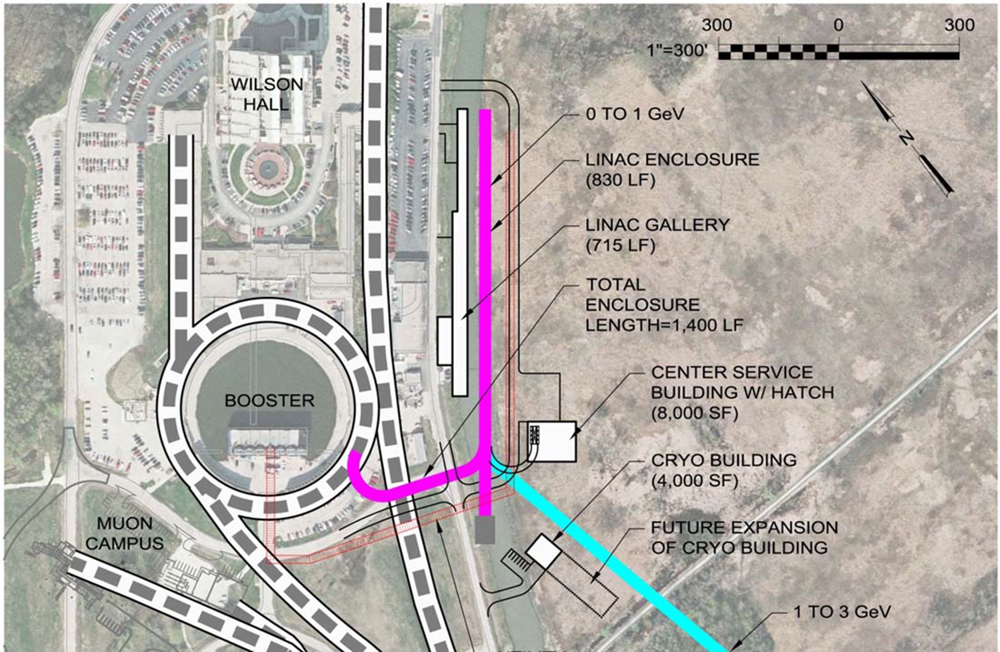 300 0 300
1"=300'
WILSON
HALL
0 TO 1 GeV
N
LINAC ENCLOSURE
(830 LF)
LINAC GALLERY
(715 LF)
TOTAL
ENCLOSURE
LENGTH=1,400 LF
CENTER SERVICE
BUILDING W/ HATCH
(8,000 SF)
BOOSTER
CRYO BUILDING
(4,000 SF)
MUON
CAMPUS
FUTURE EXPANSION
OF CRYO BUILDING
1 TO 3 GeV